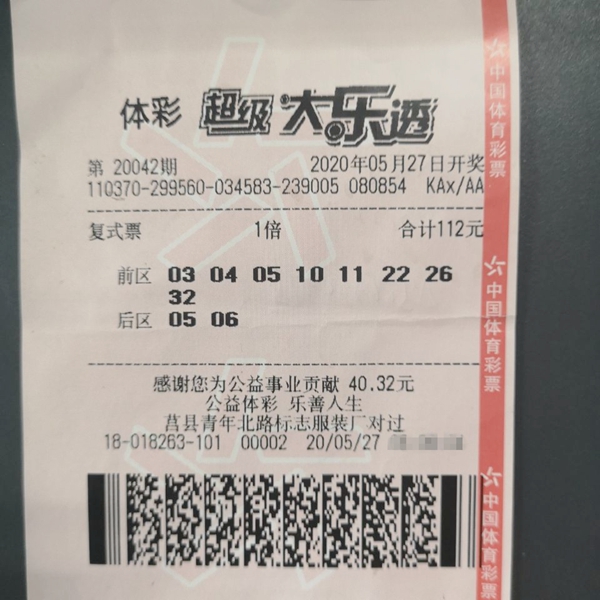 体彩 超级大乐透
第 20042期 2020年05月27日开奖
110370-299560-034583-239005 080854 KAx/AA
复式票 1倍 合计112元
前区 03 04 05 10 11 22 26
32
后区 05 06
感谢您为公益事业贡献 40.32元
公益体彩 乐善人生
莒县青年北路标志服装厂对过
18-018263-101 00002 20/05/27
中国体育彩票
中国体育彩票
中国体育彩票